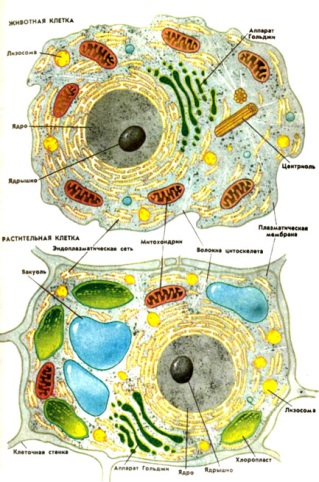 ЖИВОТНАЯ КЛЕТКА
Аппарат
Гольджи
Лизосома
Ядро
Центриоль
Ядрышко
Плазматическая
мембрана
РАСТИТЕЛЬНАЯ КЛЕТКА
Митохондрии
Волокна цитоскелета
Эндоплазматическая сеть
Вакуоль
Лизосома
Клеточная стенка
Хлоропласт
Аппарат Гольджи
Ядро
Ядрышко